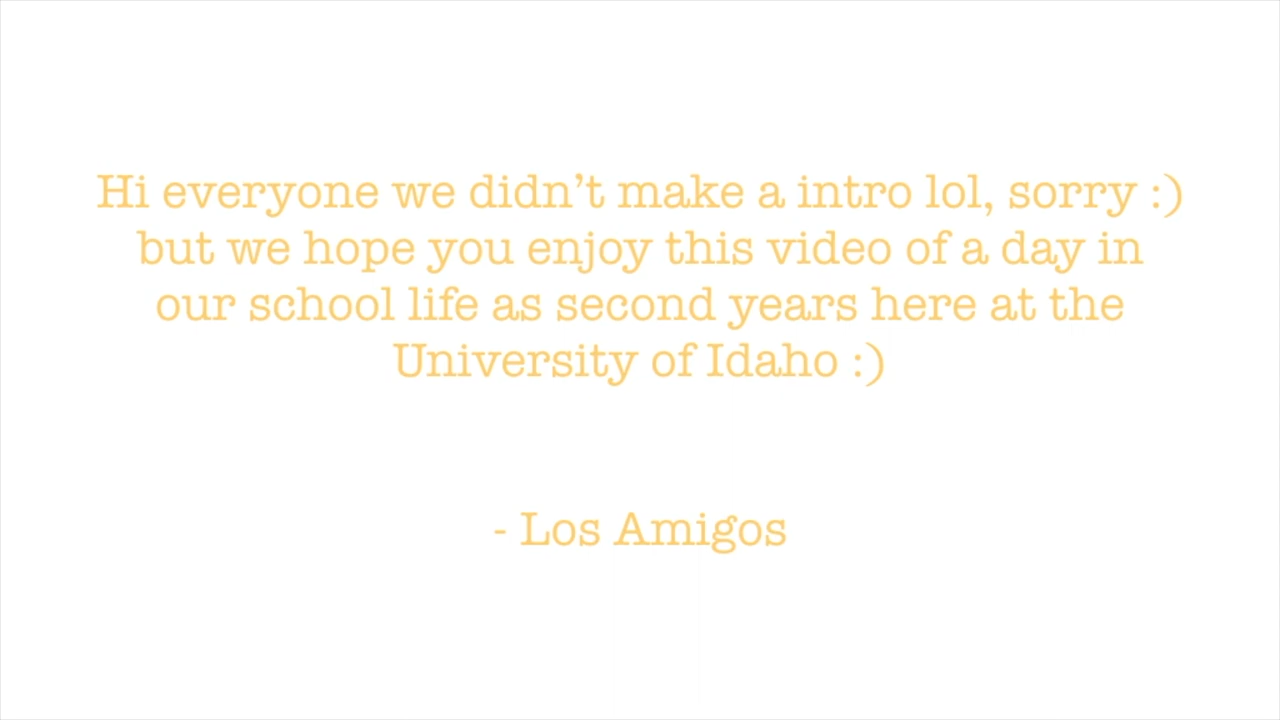 Hi everyone we didn’t make a intro lol, sorry :)
but we hope you enjoy this video of a day in
our school life as second years here at the
University of Idaho :)
- Los Amigos